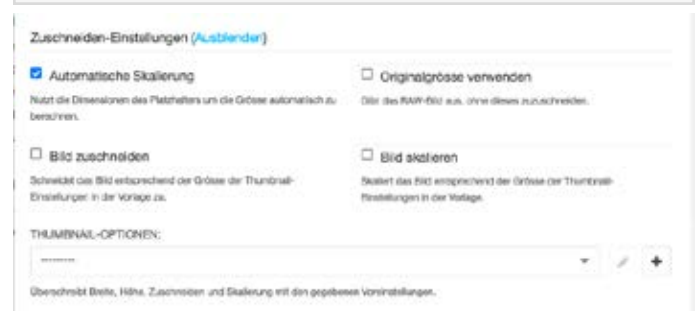 Zuschneiden-Einstellungen (Ausblenden)
Automatische Skalierung
Originalgrösse verwenden
Nutzt die Dimensionen des Platzhalters um die Grösse automatisch zu
berechnen.
Gibt das RAW-Bild aus, ohne dieses zuzuschneiden.
Bild zuschneiden
Bild skalieren
Schneidet das Bild entsprechend der Grösse der Thumbnail-
Einstellungen in der Vorlage zu.
Skaliert das Bild entsprechend der Grösse der Thumbnail-
Einstellungen in der Vorlage.
THUMBNAIL-OPTIONEN:
---------
Überschreibt Breite, Höhe, Zuschneiden und Skalierung mit den gegebenen Voreinstellungen.